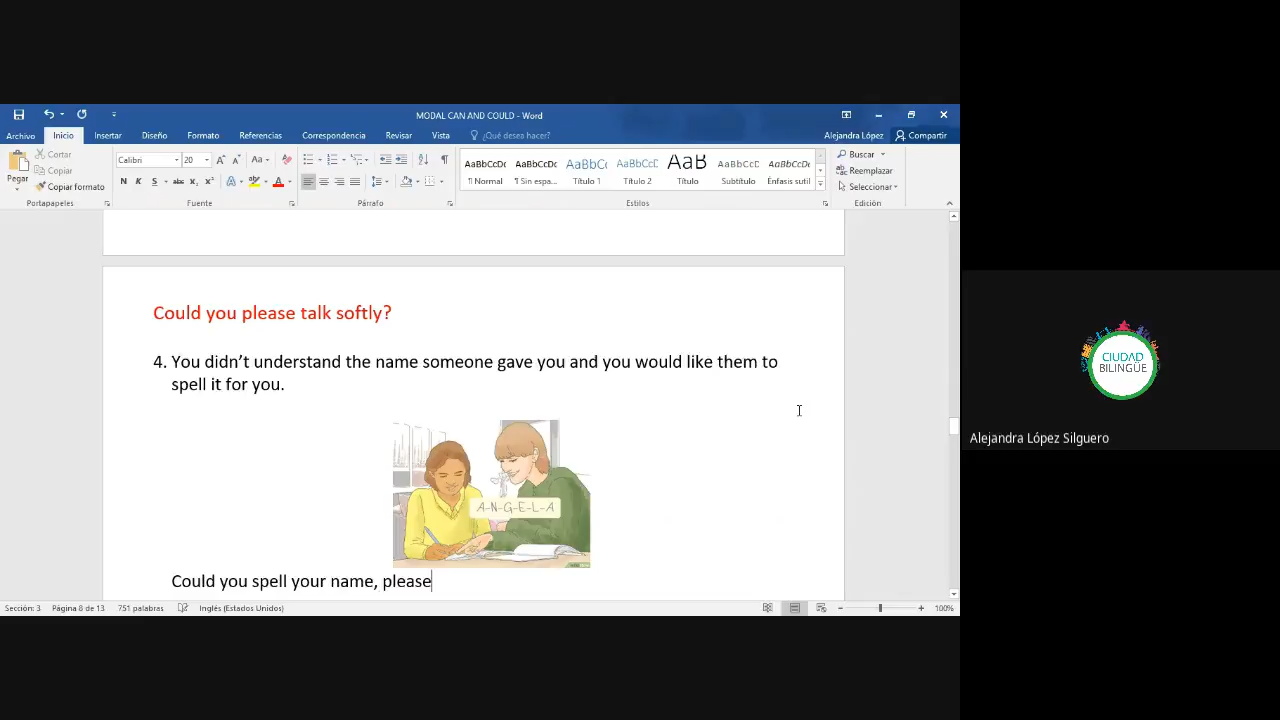 MODAL CAN AND COULD - Word
Archivo Inicio Insertar Diseño Formato Referencias Correspondencia Revisar Vista ¿Qué desea hacer? Alejandra López Compartir
Pegar
Cortar
Copiar
Copiar formato
Portapapeles
Calibri 20
Aa
N K S abc x₂ x²
Fuente
Párrafo
AaBbCcDc
¶ Normal
AaBbCcDc
¶ Sin espa...
AaBbCc
Título 1
AaBbCcD
Título 2
AaB
Título
AaBbCcD
Subtítulo
AaBbCcDc
Énfasis sutil
Estilos
Buscar
Reemplazar
Seleccionar
Edición
Could you please talk softly?
4. You didn’t understand the name someone gave you and you would like them to
spell it for you.
A-N-G-E-L-A
Could you spell your name, please
Sección: 3 Página 8 de 13 751 palabras Inglés (Estados Unidos) 100%
CIUDAD
BILINGÜE
Alejandra López Silguero